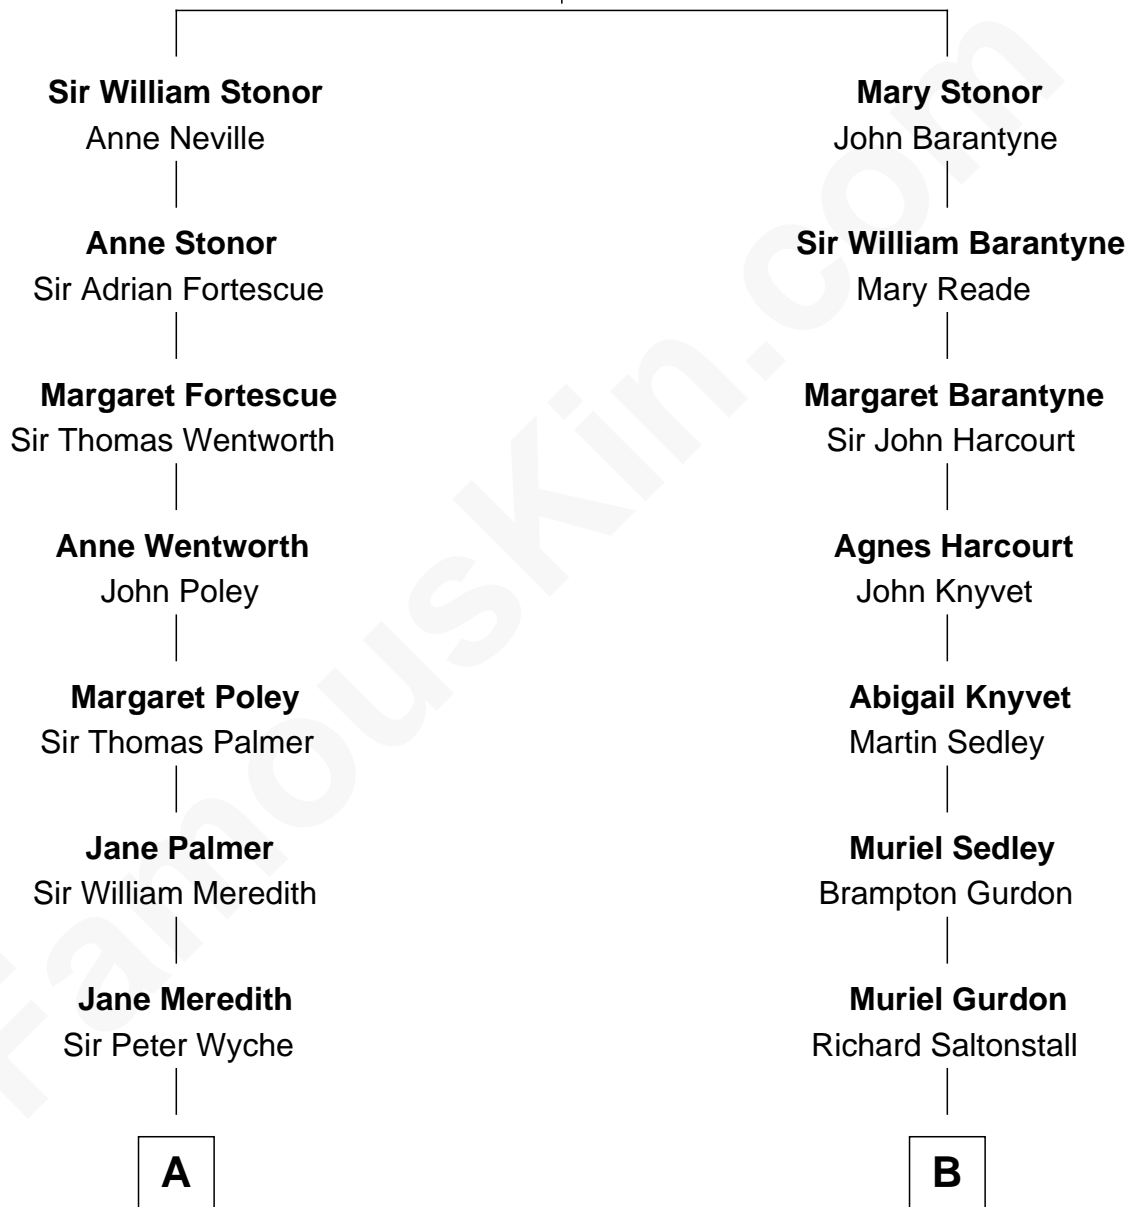 Sir William Stonor
Anne Neville
Anne Stonor
Sir Adrian Fortescue
Margaret Fortescue
Sir Thomas Wentworth
Anne Wentworth
John Poley
Margaret Poley
Sir Thomas Palmer
Jane Palmer
Sir William Meredith
Jane Meredith
Sir Peter Wyche
A
Mary Stonor
John Barantyne
Sir William Barantyne
Mary Reade
Margaret Barantyne
Sir John Harcourt
Agnes Harcourt
John Knyvet
Abigail Knyvet
Martin Sedley
Muriel Sedley
Brampton Gurdon
Muriel Gurdon
Richard Saltonstall
B
FamousKin.com